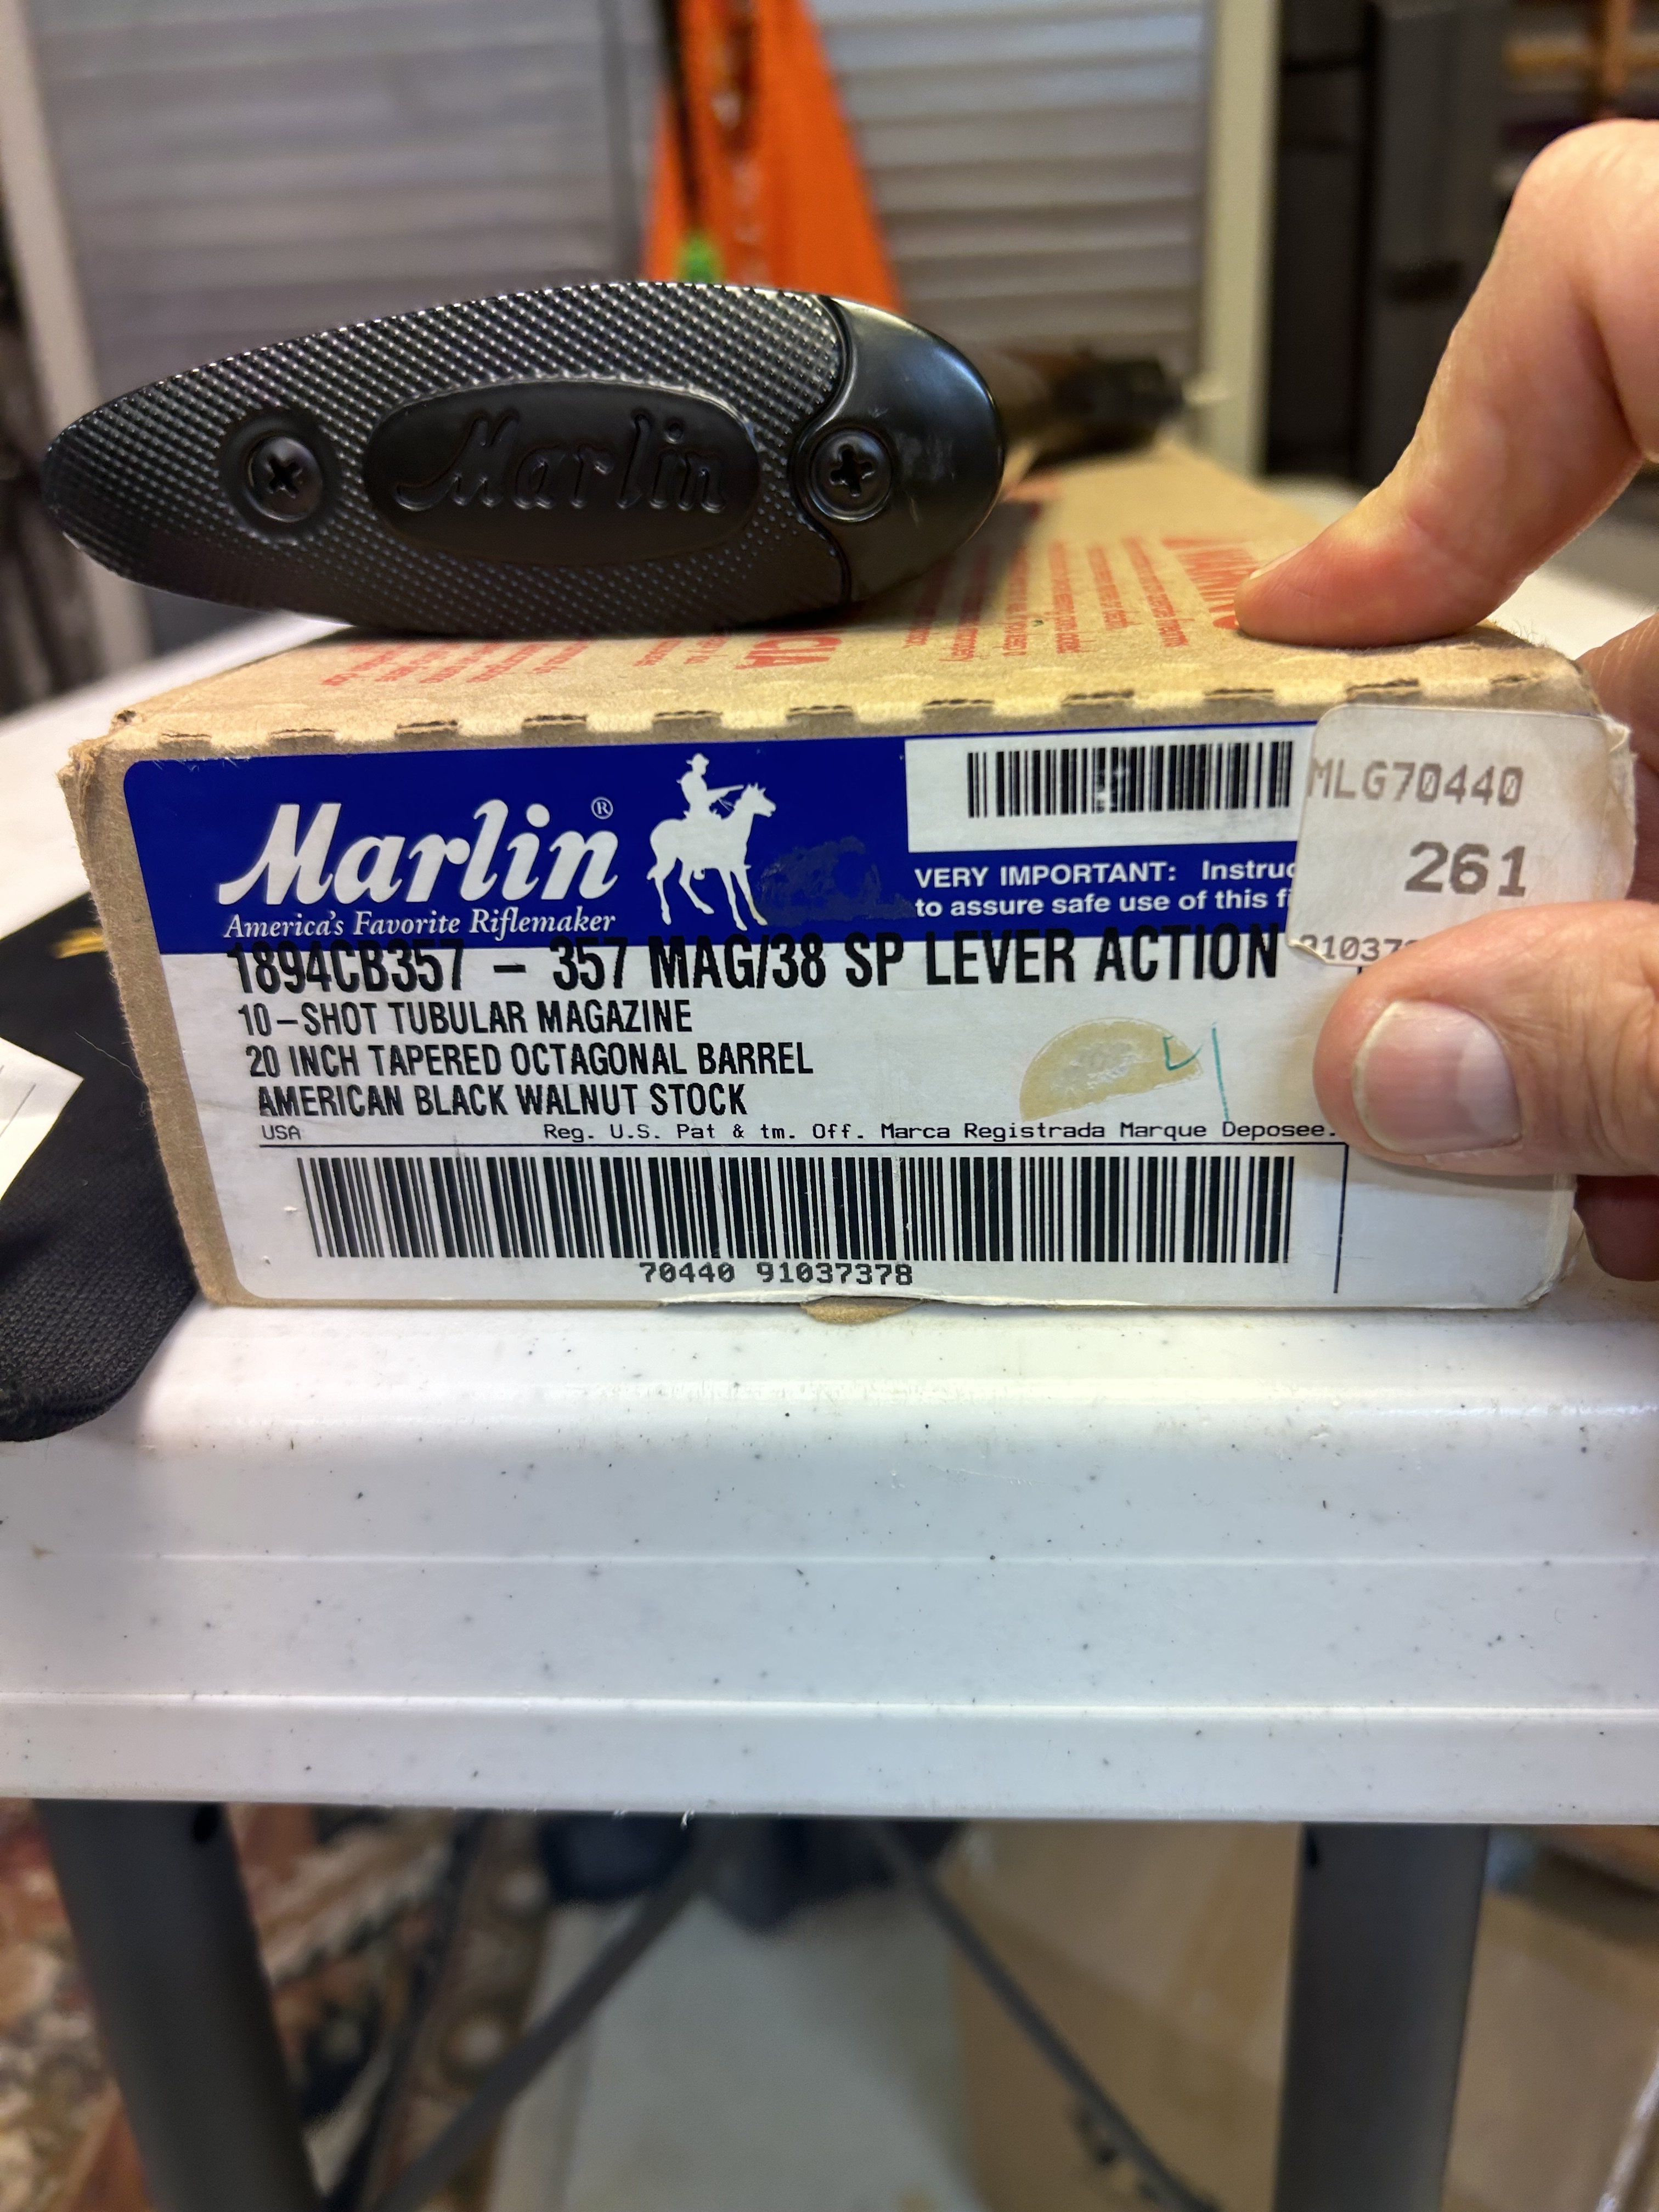 Marlin
Marlin®
America's Favorite Riflemaker
MLG70440
261
VERY IMPORTANT: Instruc
to assure safe use of this fi
1894CB357 – 357 MAG/38 SP LEVER ACTION
10-SHOT TUBULAR MAGAZINE
20 INCH TAPERED OCTAGONAL BARREL
AMERICAN BLACK WALNUT STOCK
USA Reg. U.S. Pat & tm. Off. Marca Registrada Marque Deposee.
70440 91037378